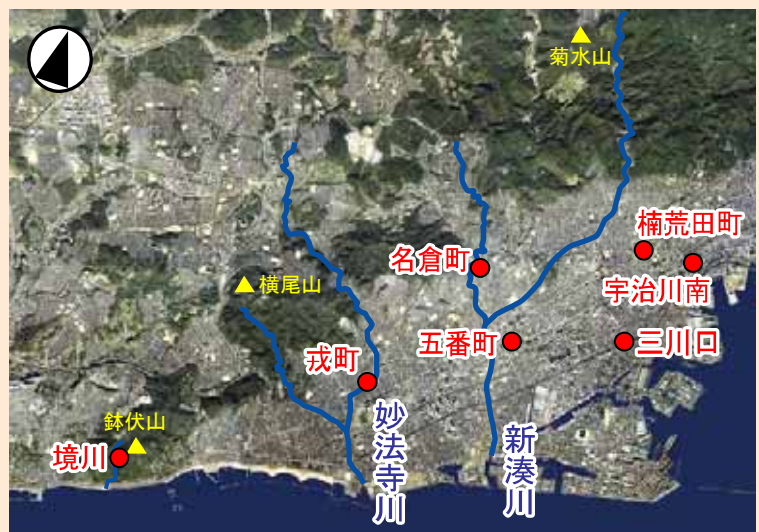 菊水山
楠荒田町
名倉町
宇治川南
横尾山
五番町
三川口
戎町
鉢伏山
境川
妙法寺川
新湊川